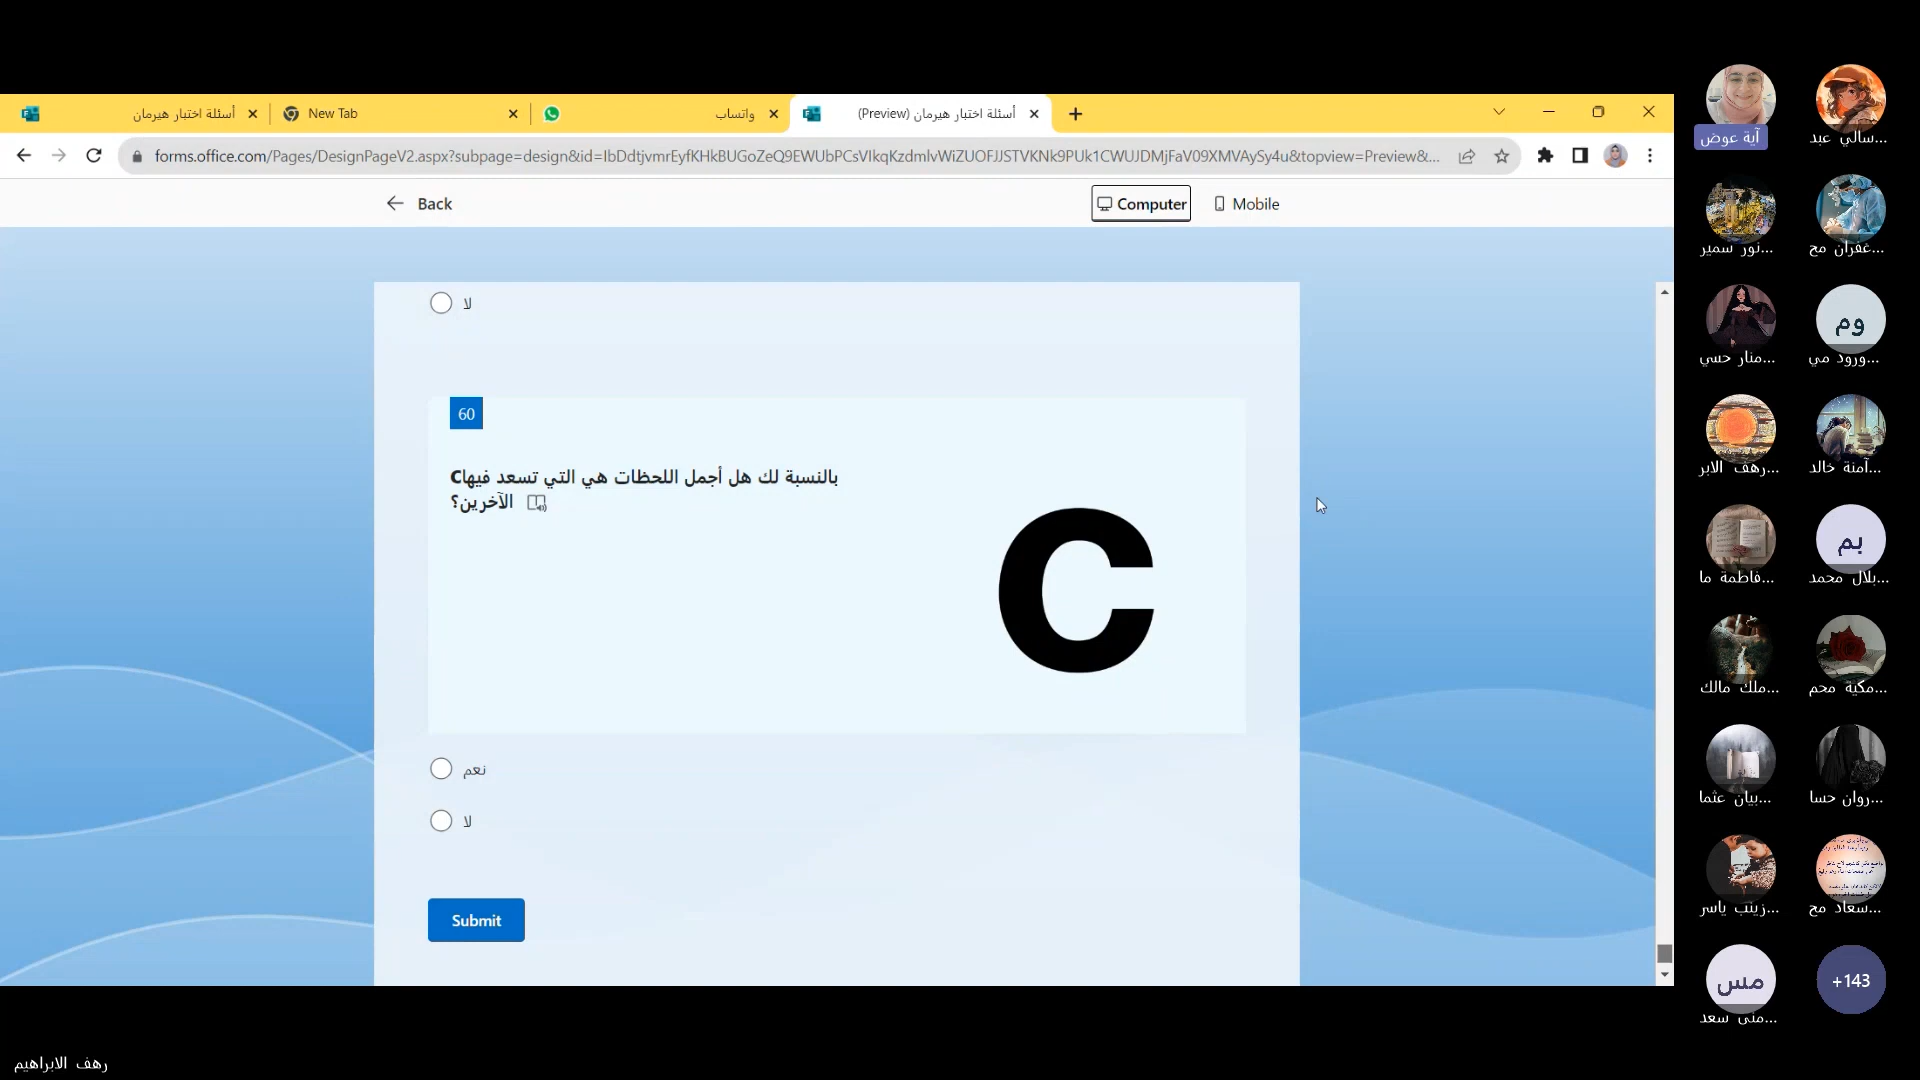 أسئلة اختبار هيرمان
New Tab
واتساب
أسئلة اختبار هيرمان (Preview)
forms.office.com/Pages/DesignPageV2.aspx?subpage=design&id=IbDdtjvmrEyfKHkBUGoZeQ9EWUbPCsVIkqKzdmlvWiZUOFJJSTVKNk9PUk1CWUJDMjFaV09XMVAySy4u&topview=Preview&...
Back
Computer
Mobile
لا
60
بالنسبة لك هل أجمل اللحظات هي التي تسعد فيهاC
الآخرين؟
C
نعم
لا
Submit
آية عوض
سالي عبد...
نور سمير...
غفران مح...
منار حسي...
وم
ورود مي...
رهف الابر...
آمنة خالد...
فاطمة ما...
بم
بلال محمد...
ملك مالك...
مكية محم...
بيان عثما...
روان حسا...
زينب ياسر...
سعاد مح...
مس
منى سعد...
+143
رهف الابراهيم